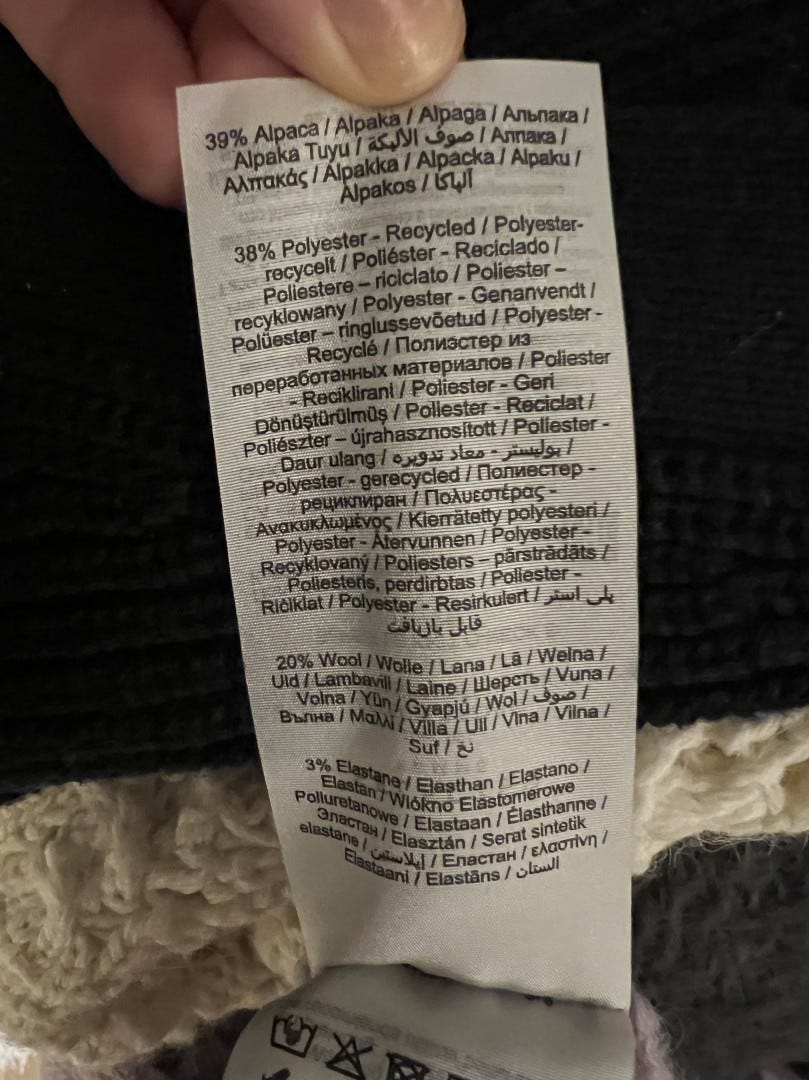 39% Alpaca / Alpaka / Alpaga / Альпака /
Alpaka Tuyu / صوف الألبكة / Алпака /
Αλπακάς / Alpakka / Alpacka / Alpaku /
Alpakos / آلپاکا
38% Polyester - Recycled / Polyester-
recycelt / Poliéster - Reciclado /
Poliestere – riciclato / Poliester –
recyklowany / Polyester - Genanvendt /
Polüester – ringlussevõetud / Polyester -
Recyclé / Полиэстер из
переработанных материалов / Poliester
- Reciklirani / Poliester - Geri
Dönüştürülmüş / Poliester - Reciclat /
Poliészter – újrahasznosított / Poliester -
Daur ulang / بوليستر - معاد تدويره /
Polyester - gerecycled / Полиестер -
рециклиран / Πολυεστέρας -
Ανακυκλωμένος / Kierrätetty polyesteri /
Polyester - Återvunnen / Polyester -
Recyklovaný / Poliesters – pārstrādāts /
Poliesteris, perdirbtas / Poliester -
Ričiklat / Polyester - Resirkulert / پلی استر
قابل بازیافت
20% Wool / Wolle / Lana / Lã / Wełna /
Uld / Lambavill / Laine / Шерсть / Vuna /
Volna / Yün / Gyapjú / Wol / صوف /
Вълна / Μαλλί / Villa / Ull / Vlna / Vilna /
Suf / نخ
3% Elastane / Elasthan / Elastano /
Elastan / Włókno Elastomerowe
Poliuretanowe / Elastaan / Élasthanne /
Эластан / Elasztán / Serat sintetik
elastane / إيلاستين / Еластан / ελαστίνη /
Elastaani / Elastāns / الستان